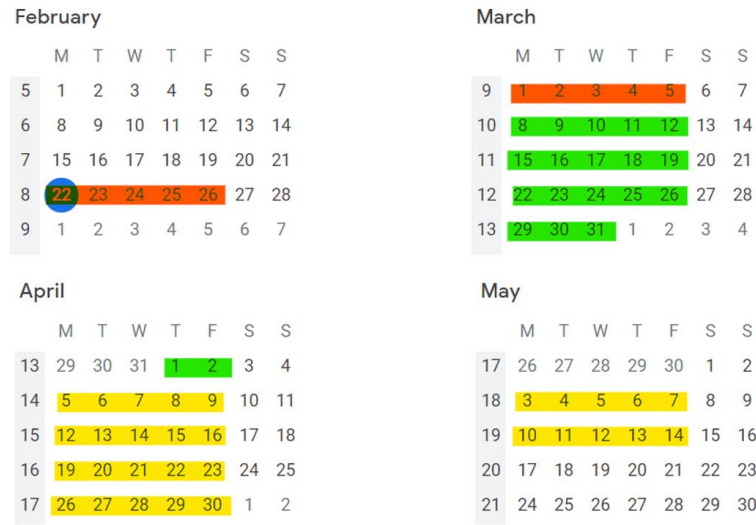 February
M T W T F S S
5 1 2 3 4 5 6 7
6 8 9 10 11 12 13 14
7 15 16 17 18 19 20 21
8 22 23 24 25 26 27 28
9 1 2 3 4 5 6 7
March
M T W T F S S
9 1 2 3 4 5 6 7
10 8 9 10 11 12 13 14
11 15 16 17 18 19 20 21
12 22 23 24 25 26 27 28
13 29 30 31 1 2 3 4
April
M T W T F S S
13 29 30 31 1 2 3 4
14 5 6 7 8 9 10 11
15 12 13 14 15 16 17 18
16 19 20 21 22 23 24 25
17 26 27 28 29 30 1 2
May
M T W T F S S
17 26 27 28 29 30 1 2
18 3 4 5 6 7 8 9
19 10 11 12 13 14 15 16
20 17 18 19 20 21 22 23
21 24 25 26 27 28 29 30